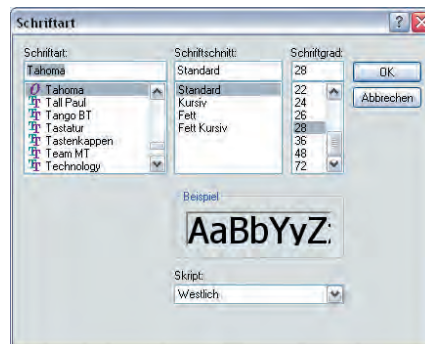 Schriftart
Schriftart:
Schriftschnitt:
Schriftgrad:
Tahoma
Standard
28
OK
Abbrechen
Tahoma
Tall Paul
Tango BT
Tastatur
Tastenkappen
Team MT
Technology
Standard
Kursiv
Fett
Fett Kursiv
22
24
26
28
36
48
72
Beispiel
AaBbYyZ
Skript:
Westlich